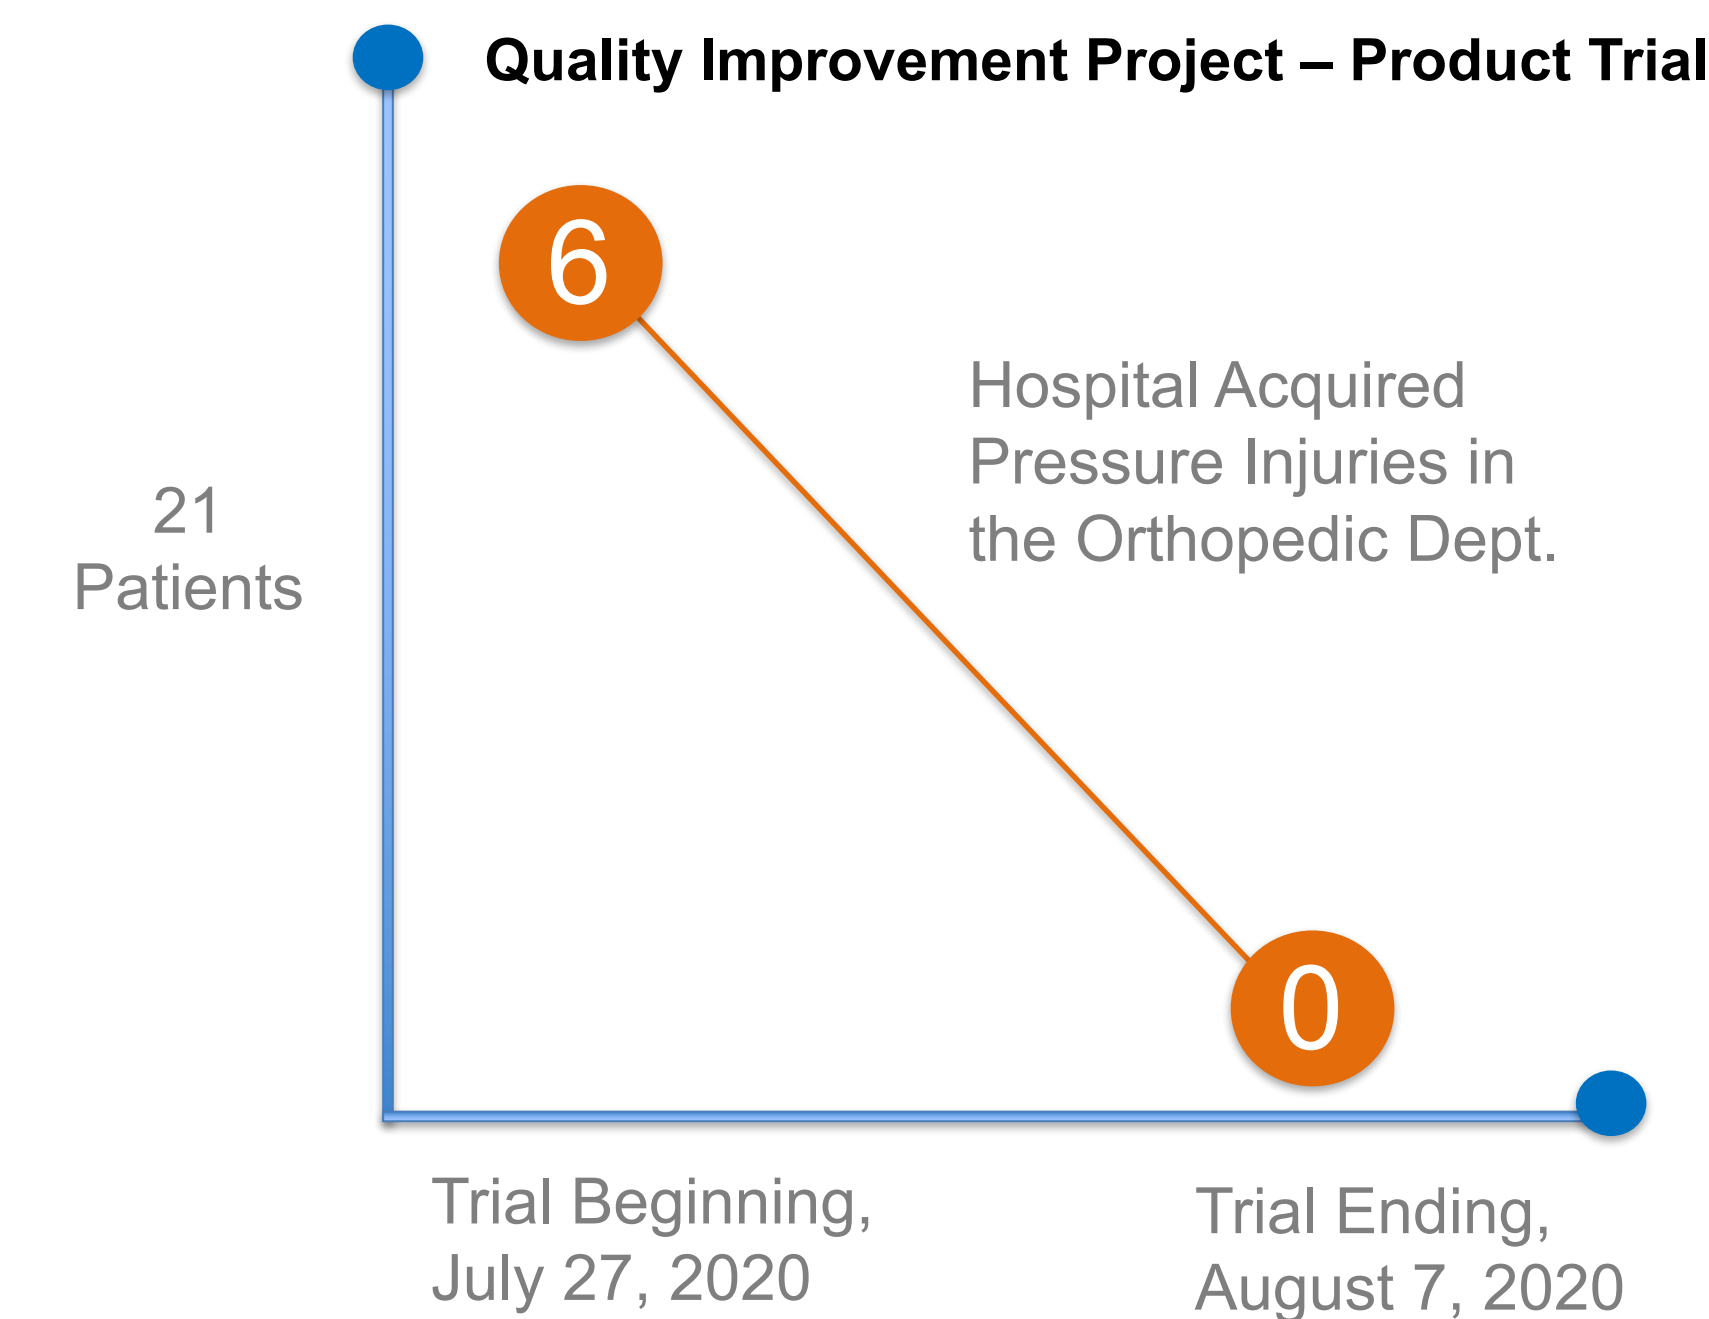 Quality Improvement Project – Product Trial
6
Hospital Acquired
Pressure Injuries in
the Orthopedic Dept.
21
Patients
0
Trial Beginning,
July 27, 2020
Trial Ending,
August 7, 2020